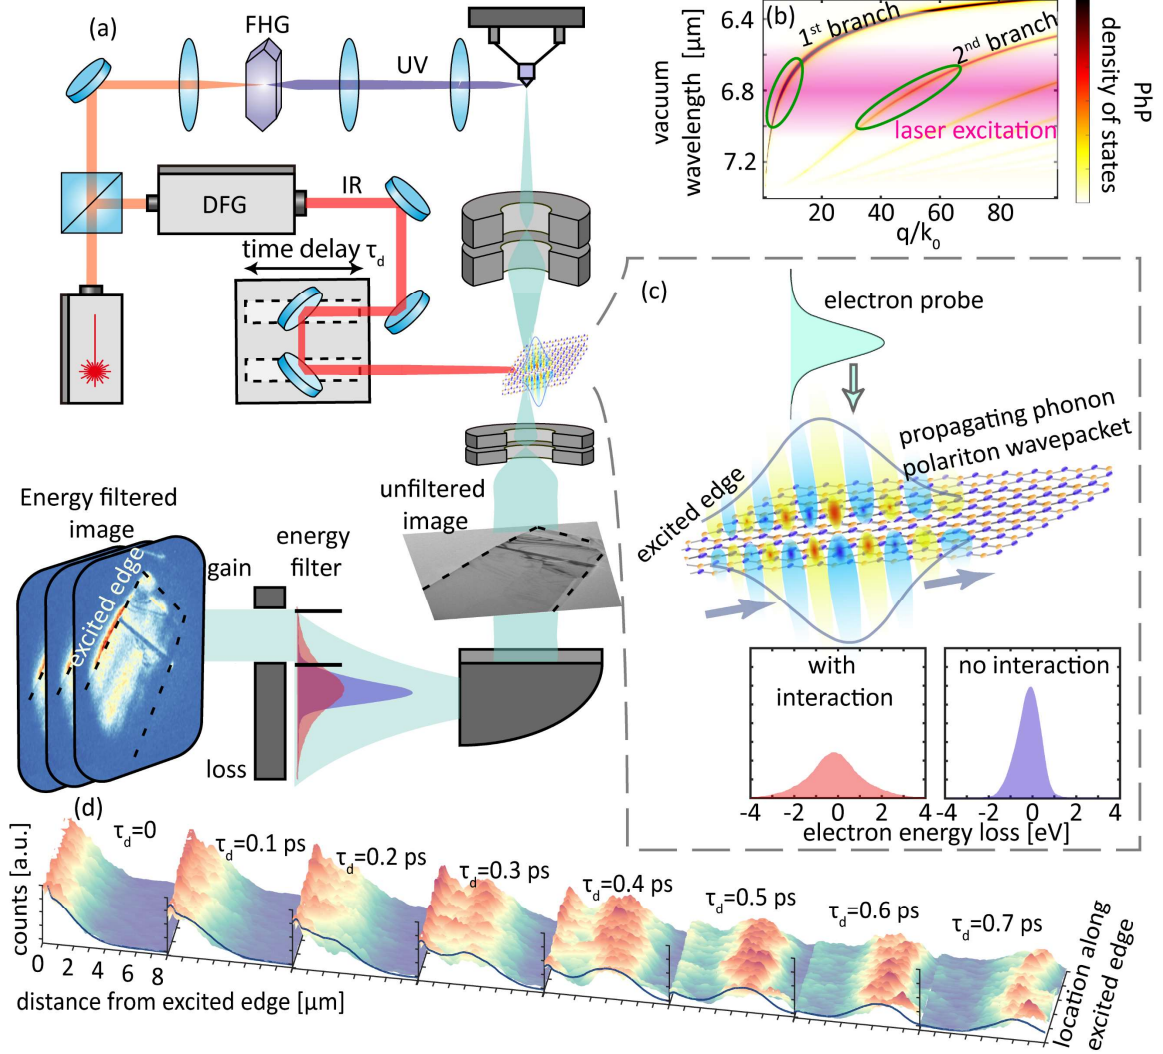 (a)
FHG
UV
DFG
IR
time delay τd
(b)
vacuum
wavelength [µm]
6.4
6.8
7.2
1st branch
2nd branch
laser excitation
20
40
60
80
q/k0
density of states
PhP
(c)
electron probe
propagating phonon
polariton wavepacket
excited edge
with
interaction
no interaction
-4 -2 0 2 4
-2 0 2 4
electron energy loss [eV]
Energy filtered
image
excited edge
gain
loss
energy
filter
unfiltered
image
(d)
counts [a.u.]
τd=0
τd=0.1 ps
τd=0.2 ps
τd=0.3 ps
τd=0.4 ps
τd=0.5 ps
τd=0.6 ps
τd=0.7 ps
0 2 4 6 8
distance from excited edge [µm]
location along
excited edge